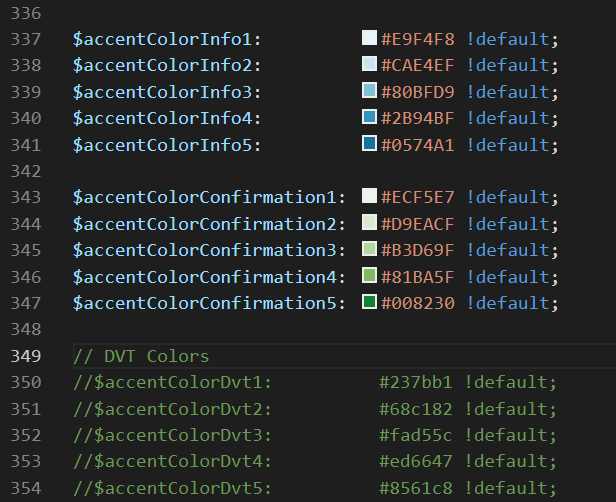 336
337 $accentColorInfo1: #E9F4F8 !default;
338 $accentColorInfo2: #CAE4EF !default;
339 $accentColorInfo3: #80BFD9 !default;
340 $accentColorInfo4: #2B94BF !default;
341 $accentColorInfo5: #0574A1 !default;
342
343 $accentColorConfirmation1: #ECF5E7 !default;
344 $accentColorConfirmation2: #D9EACF !default;
345 $accentColorConfirmation3: #B3D69F !default;
346 $accentColorConfirmation4: #81BA5F !default;
347 $accentColorConfirmation5: #008230 !default;
348
349 // DVT Colors
350 //$accentColorDvt1: #237bb1 !default;
351 //$accentColorDvt2: #68c182 !default;
352 //$accentColorDvt3: #fad55c !default;
353 //$accentColorDvt4: #ed6647 !default;
354 //$accentColorDvt5: #8561c8 !default;